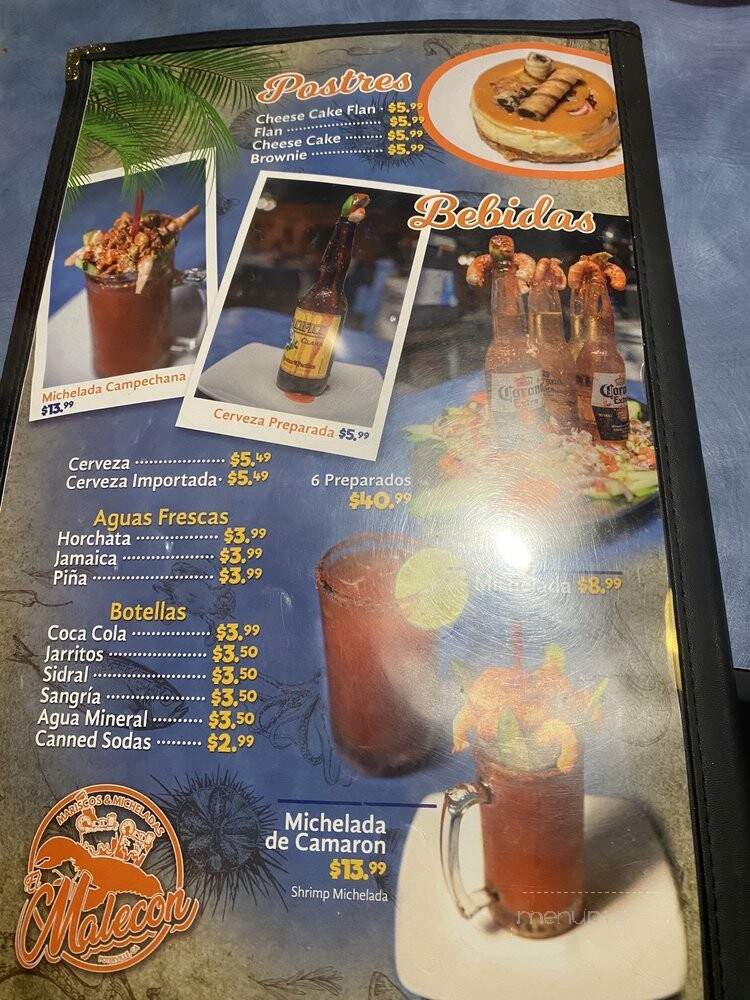 Postres
Cheese Cake Flan · $5.99
Flan ·················· $5.99
Cheese Cake ········ $5.99
Brownie ·············· $5.99
Bebidas
Michelada Campechana
$13.99
Cerveza Preparada $5.99
Corona
Extra
Cerveza ···················· $5.49
Cerveza Importada· $5.49
6 Preparados
$40.99
Aguas Frescas
Horchata ·················· $3.99
Jamaica ···················· $3.99
Piña ·························· $3.99
Michelada $8.99
Botellas
Coca Cola ················· $3.99
Jarritos ····················· $3.50
Sidral ························ $3.50
Sangría ····················· $3.50
Agua Mineral ··········· $3.50
Canned Sodas ·········· $2.99
Michelada
de Camaron
$13.99
Shrimp Michelada
MARISCOS & MICHELADAS
El
Malecón